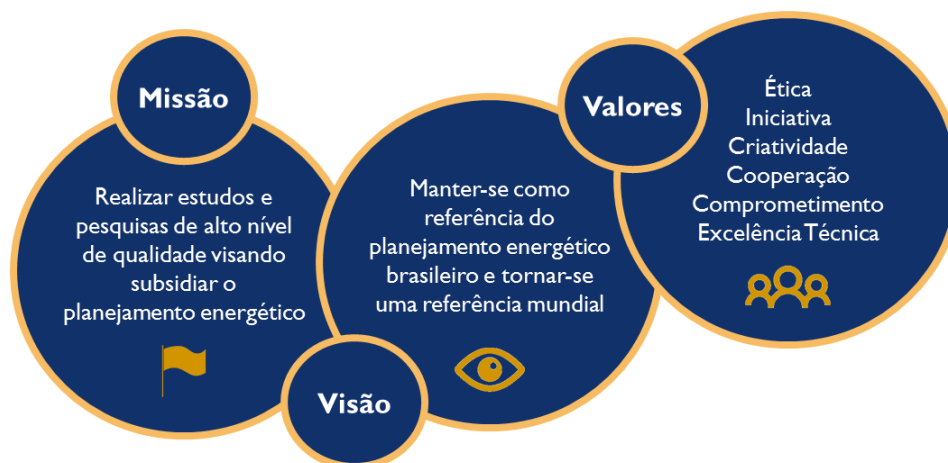 Missão
Realizar estudos e
pesquisas de alto nível
de qualidade visando
subsidiar o
planejamento energético
Visão
Manter-se como
referência do
planejamento energético
brasileiro e tornar-se
uma referência mundial
Valores
Ética
Iniciativa
Criatividade
Cooperação
Comprometimento
Excelência Técnica